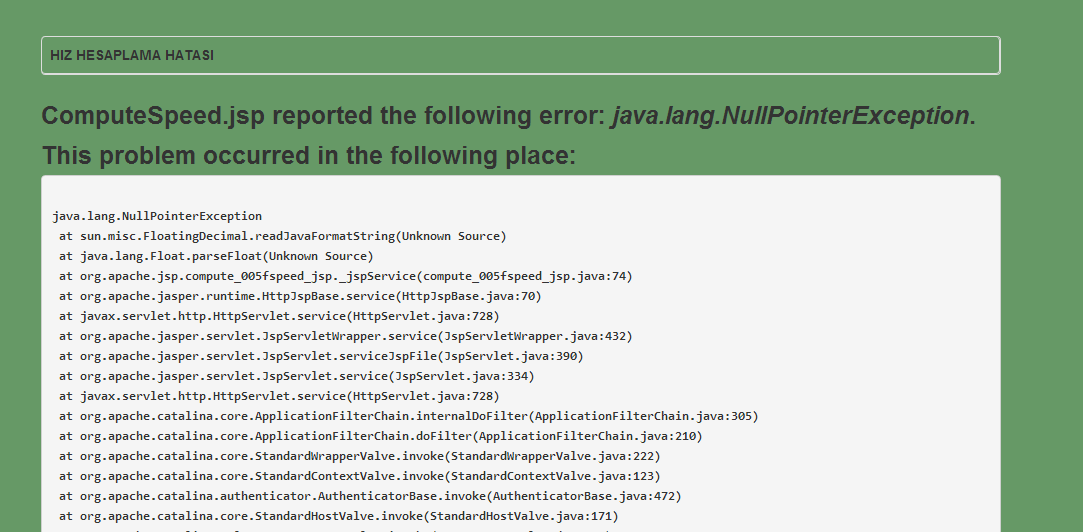 HIZ HESAPLAMA HATASI
ComputeSpeed.jsp reported the following error: java.lang.NullPointerException.
This problem occurred in the following place:
java.lang.NullPointerException
at sun.misc.FloatingDecimal.readJavaFormatString(Unknown Source)
at java.lang.Float.parseFloat(Unknown Source)
at org.apache.jsp.compute_005fspeed_jsp._jspService(compute_005fspeed_jsp.java:74)
at org.apache.jasper.runtime.HttpJspBase.service(HttpJspBase.java:70)
at javax.servlet.http.HttpServlet.service(HttpServlet.java:728)
at org.apache.jasper.servlet.JspServletWrapper.service(JspServletWrapper.java:432)
at org.apache.jasper.servlet.JspServlet.serviceJspFile(JspServlet.java:390)
at org.apache.jasper.servlet.JspServlet.service(JspServlet.java:334)
at javax.servlet.http.HttpServlet.service(HttpServlet.java:728)
at org.apache.catalina.core.ApplicationFilterChain.internalDoFilter(ApplicationFilterChain.java:305)
at org.apache.catalina.core.ApplicationFilterChain.doFilter(ApplicationFilterChain.java:210)
at org.apache.catalina.core.StandardWrapperValve.invoke(StandardWrapperValve.java:222)
at org.apache.catalina.core.StandardContextValve.invoke(StandardContextValve.java:123)
at org.apache.catalina.authenticator.AuthenticatorBase.invoke(AuthenticatorBase.java:472)
at org.apache.catalina.core.StandardHostValve.invoke(StandardHostValve.java:171)